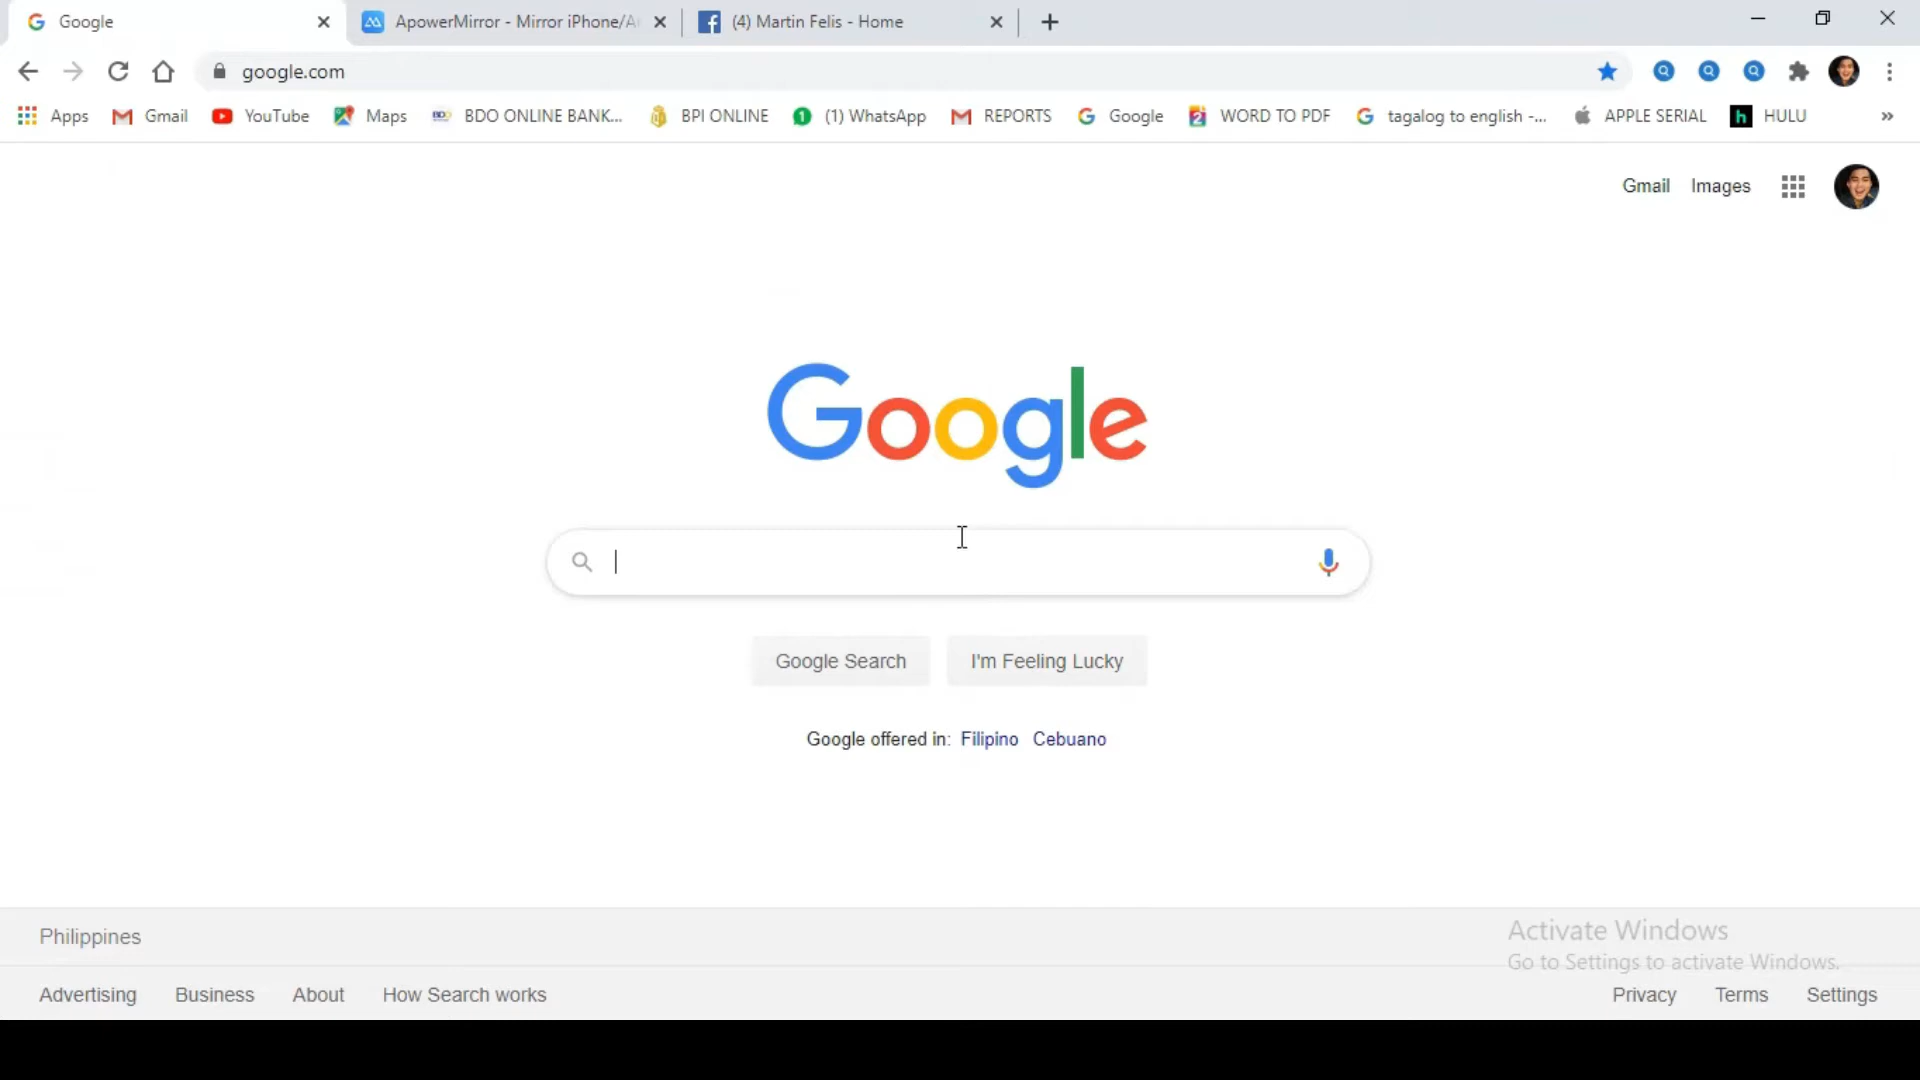 Google
ApowerMirror - Mirror iPhone/A
(4) Martin Felis - Home
google.com
Apps
Gmail
YouTube
Maps
BDO ONLINE BANK...
BPI ONLINE
(1) WhatsApp
REPORTS
Google
WORD TO PDF
tagalog to english -...
APPLE SERIAL
HULU
Gmail Images
Google
Google Search
I'm Feeling Lucky
Google offered in: Filipino Cebuano
Philippines
Activate Windows
Go to Settings to activate Windows.
Advertising Business About How Search works
Privacy Terms Settings